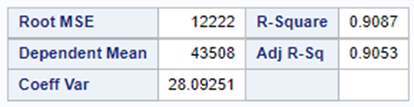 Root MSE 12222 R-Square 0.9087
Dependent Mean 43508 Adj R-Sq 0.9053
Coeff Var 28.09251